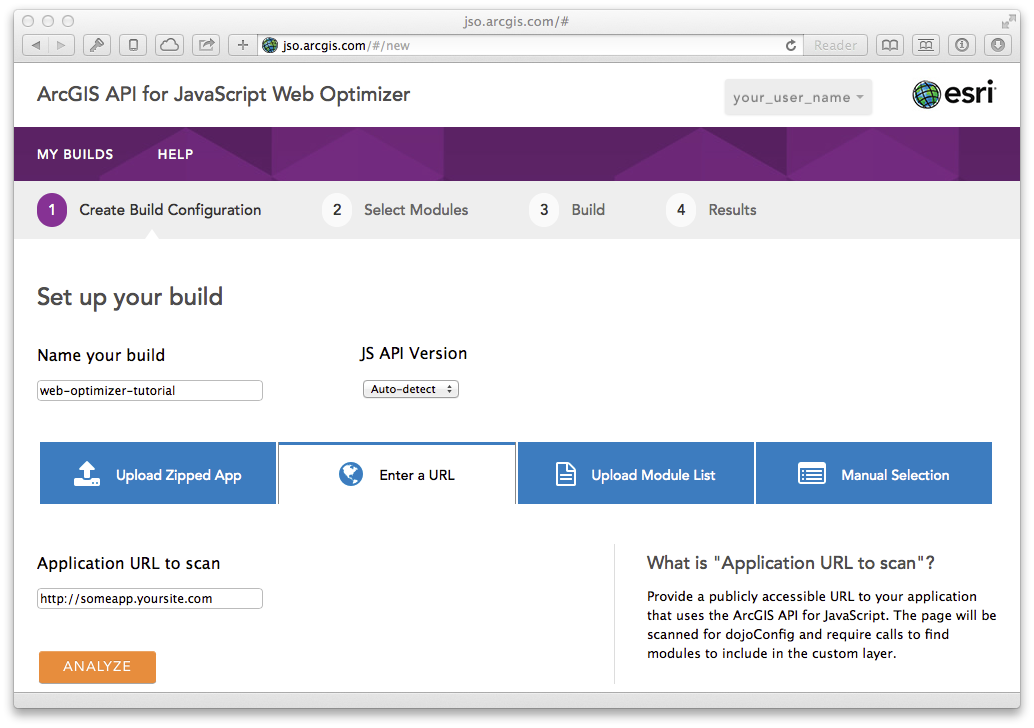 jso.arcgis.com/#
jso.arcgis.com/#/new
Reader
ArcGIS API for JavaScript Web Optimizer
your_user_name
esri
MY BUILDS
HELP
1 Create Build Configuration
2 Select Modules
3 Build
4 Results
Set up your build
Name your build
JS API Version
web-optimizer-tutorial
Auto-detect
Upload Zipped App
Enter a URL
Upload Module List
Manual Selection
Application URL to scan
http://someapp.yoursite.com
ANALYZE
What is "Application URL to scan"?
Provide a publicly accessible URL to your application
that uses the ArcGIS API for JavaScript. The page will be
scanned for dojoConfig and require calls to find
modules to include in the custom layer.